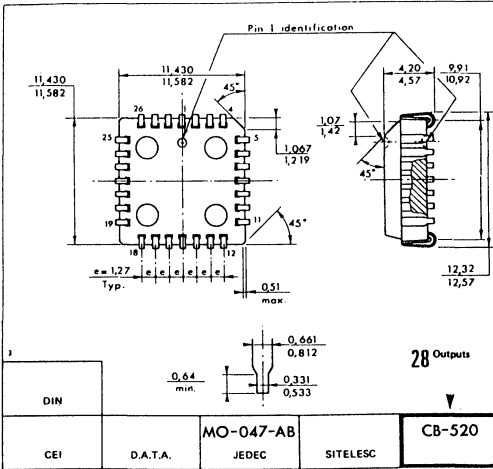 Pin 1 identification
11,430
11,582
4,20
4,57
9,91
10,92
11,430
11,582
45°
26
1
4
1,07
1,42
25
5
1,067
1,219
45°
19
11
45°
18
12
e=1,27
e
e
e
e
e
Typ.
0,51
max.
12,32
12,57
0,661
0,812
0,64
min.
0,331
0,533
28 Outputs
DIN
CEI
D.A.T.A.
MO-047-AB
JEDEC
SITELESC
CB-520